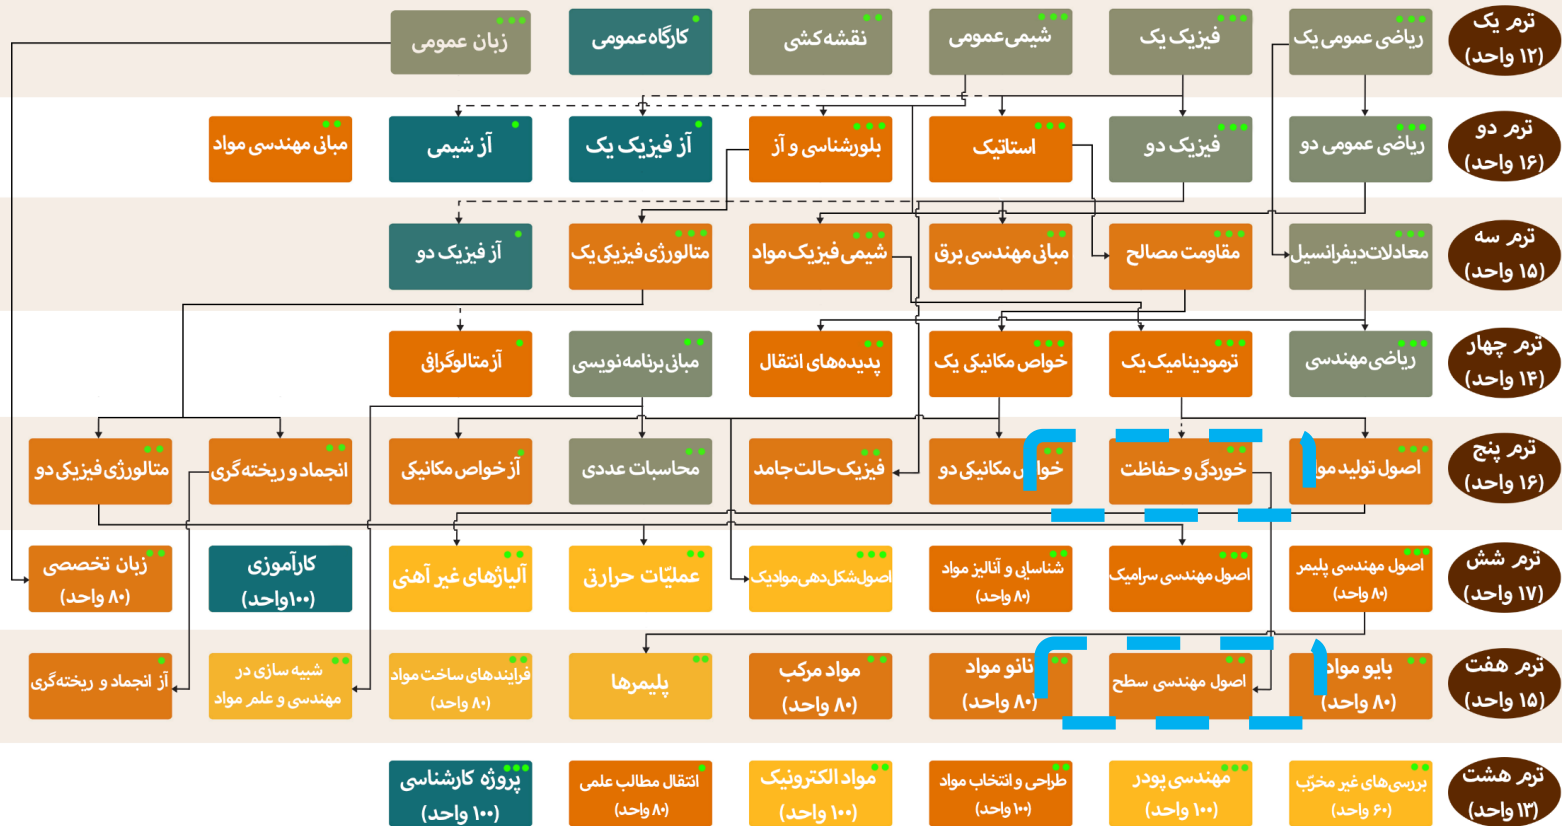 ترم یک
(۱۲ واحد)
ریاضی عمومی یک
فیزیک یک
شیمی عمومی
نقشه کشی
کارگاه عمومی
زبان عمومی
ترم دو
(۱۶ واحد)
ریاضی عمومی دو
فیزیک دو
استاتیک
بلورشناسی و آز
آز فیزیک یک
آز شیمی
مبانی مهندسی مواد
ترم سه
(۱۵ واحد)
معادلات دیفرانسیل
مقاومت مصالح
مبانی مهندسی برق
شیمی فیزیک مواد
متالورژی فیزیکی یک
آز فیزیک دو
ترم چهار
(۱۴ واحد)
ریاضی مهندسی
ترمودینامیک یک
خواص مکانیکی یک
پدیده‌های انتقال
مبانی برنامه نویسی
آز متالوگرافی
ترم پنج
(۱۶ واحد)
اصول تولید مواد
خوردگی و حفاظت
خواص مکانیکی دو
فیزیک حالت جامد
محاسبات عددی
آز خواص مکانیکی
انجماد و ریخته گری
متالورژی فیزیکی دو
ترم شش
(۱۷ واحد)
اصول مهندسی پلیمر
(۸۰ واحد)
اصول مهندسی سرامیک
شناسایی و آنالیز مواد
(۸۰ واحد)
اصول شکل دهی مواد یک
عملیّات حرارتی
آلیاژهای غیر آهنی
کارآموزی
(۱۰۰واحد)
زبان تخصصی
(۸۰ واحد)
ترم هفت
(۱۵ واحد)
بایو مواد
(۸۰ واحد)
اصول مهندسی سطح
نانو مواد
(۸۰ واحد)
مواد مرکب
(۸۰ واحد)
پلیمرها
فرایندهای ساخت مواد
(۸۰ واحد)
شبیه سازی در
مهندسی و علم مواد
آز انجماد و ریخته‌گری
ترم هشت
(۱۳ واحد)
بررسی‌های غیر مخرّب
(۶۰ واحد)
مهندسی پودر
(۱۰۰ واحد)
طراحی و انتخاب مواد
(۱۰۰ واحد)
مواد الکترونیک
(۱۰۰ واحد)
انتقال مطالب علمی
(۸۰ واحد)
پروژه کارشناسی
(۱۰۰ واحد)